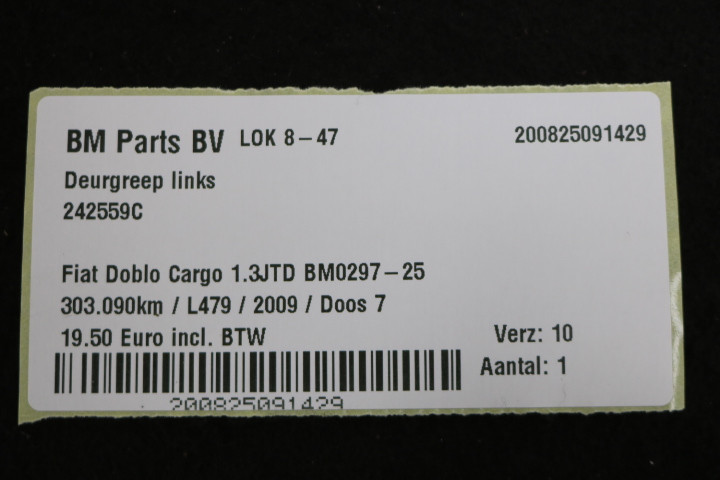 BM Parts BV LOK 8-47 200825091429
Deurgreep links
242559C
Fiat Doblo Cargo 1.3JTD BM0297-25
303.090km / L479 / 2009 / Doos 7
19.50 Euro incl. BTW Verz: 10
Aantal: 1
200825091429